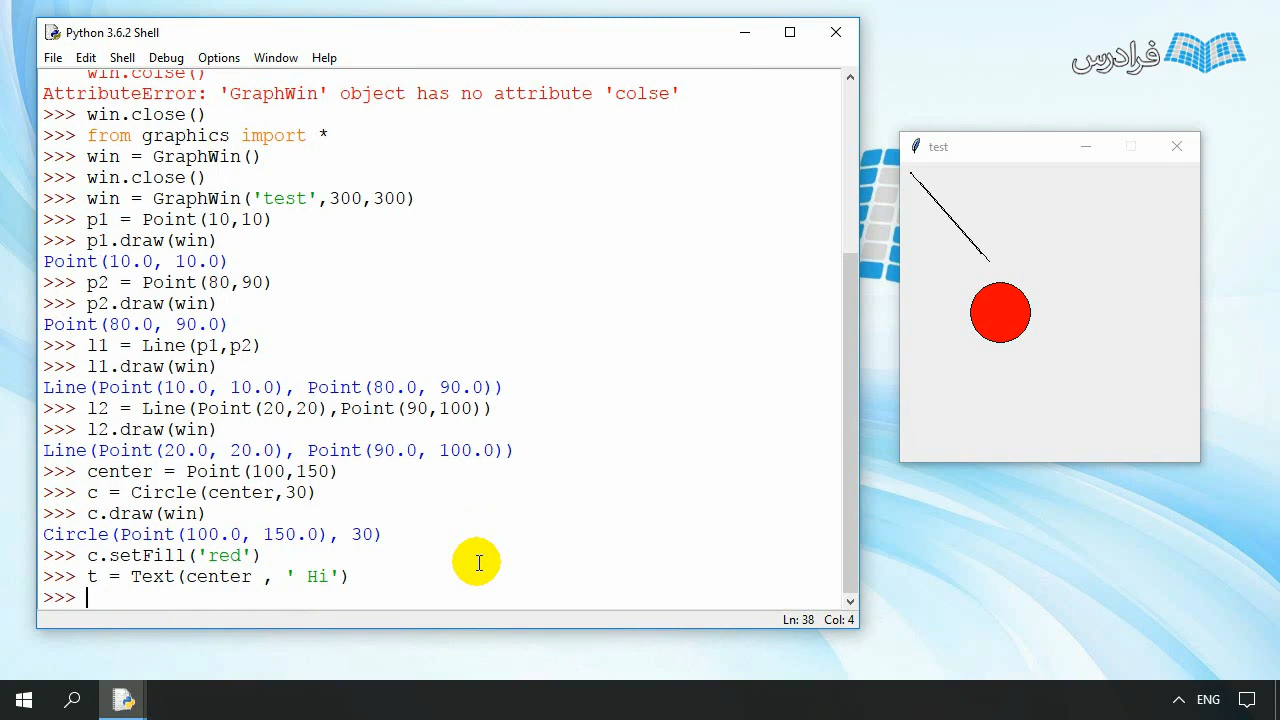 Python 3.6.2 Shell
File Edit Shell Debug Options Window Help
win.colse()
AttributeError: 'GraphWin' object has no attribute 'colse'
>>> win.close()
>>> from graphics import *
>>> win = GraphWin()
>>> win.close()
>>> win = GraphWin('test',300,300)
>>> p1 = Point(10,10)
>>> p1.draw(win)
Point(10.0, 10.0)
>>> p2 = Point(80,90)
>>> p2.draw(win)
Point(80.0, 90.0)
>>> l1 = Line(p1,p2)
>>> l1.draw(win)
Line(Point(10.0, 10.0), Point(80.0, 90.0))
>>> l2 = Line(Point(20,20),Point(90,100))
>>> l2.draw(win)
Line(Point(20.0, 20.0), Point(90.0, 100.0))
>>> center = Point(100,150)
>>> c = Circle(center,30)
>>> c.draw(win)
Circle(Point(100.0, 150.0), 30)
>>> c.setFill('red')
>>> t = Text(center , ' Hi')
>>>
Ln: 38 Col: 4
فرادرس
test
ENG